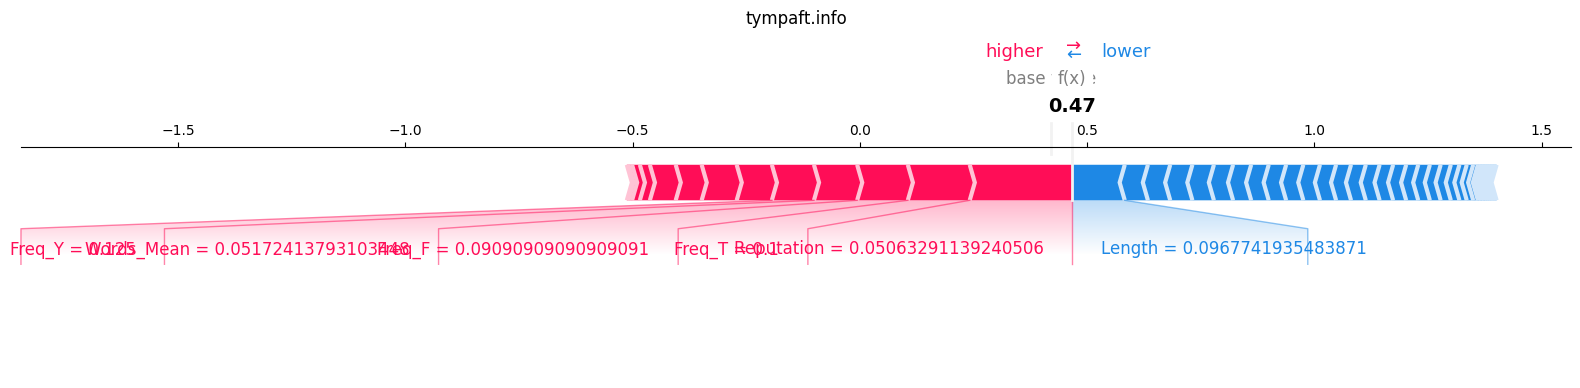 tympaft.info
higher ⇄ lower
base f(x) e
0.47
−1.5 −1.0 −0.5 0.0 0.5 1.0 1.5
Freq_Y = 0.125 Words_Mean = 0.05172413793103448 Freq_F = 0.09090909090909091 Freq_T = 0.1 Reputation = 0.05063291139240506 Length = 0.0967741935483871